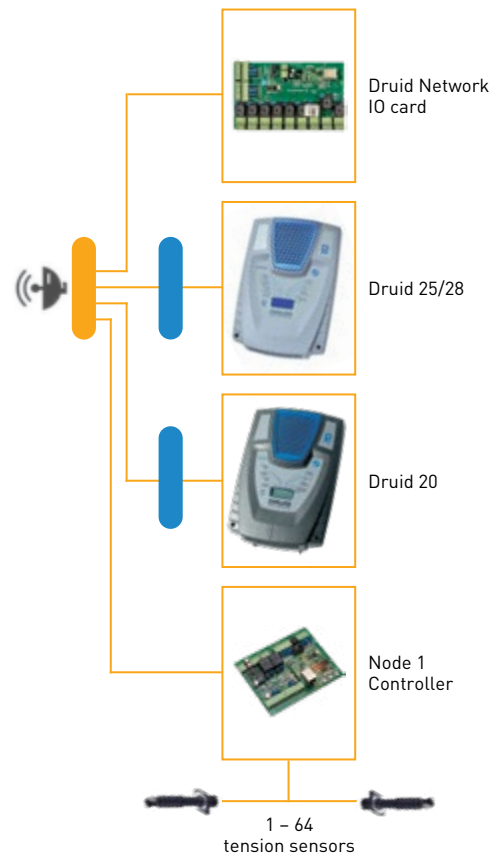 Druid Network
IO card
Druid 25/28
Druid 20
Node 1
Controller
1 – 64
tension sensors